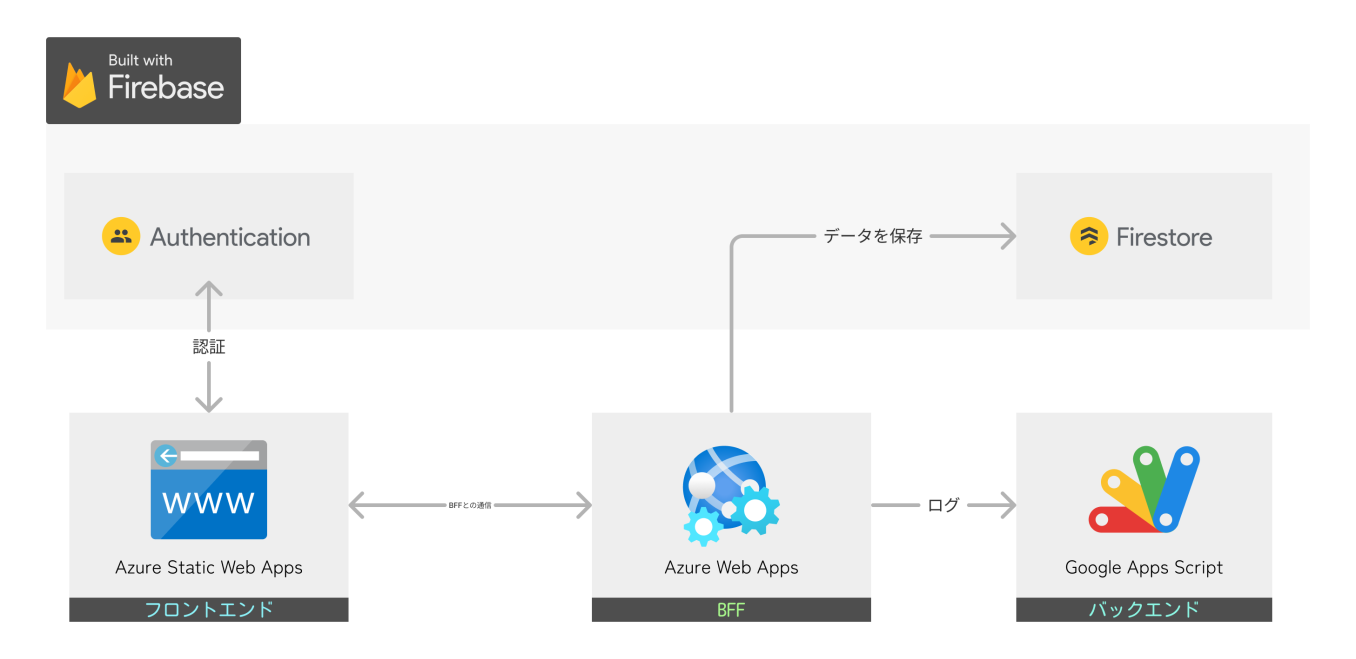 Built with
Firebase
Authentication
データを保存
Firestore
認証
www
BFFとの通信
ログ
Azure Static Web Apps
Azure Web Apps
Google Apps Script
フロントエンド
BFF
バックエンド